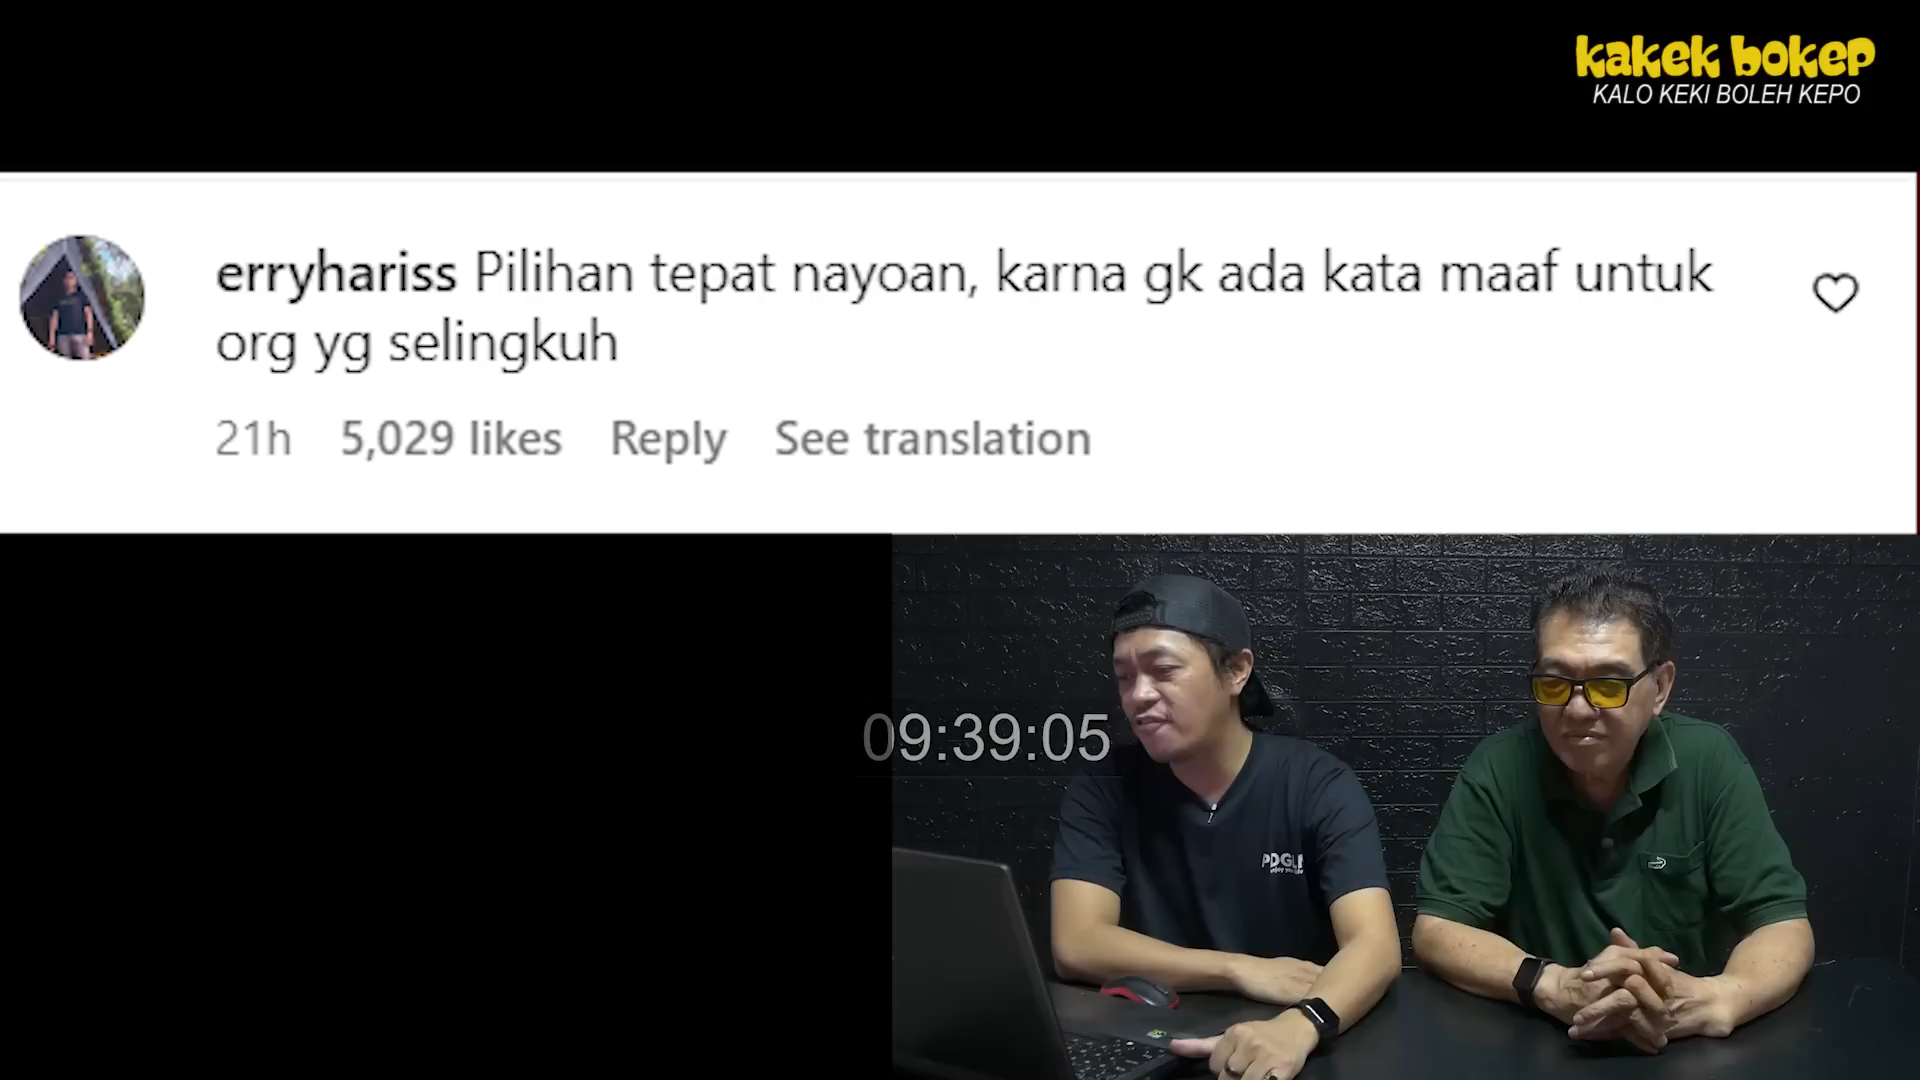 kakek bokep
KALO KEKI BOLEH KEPO
erryhariss Pilihan tepat nayoan, karna gk ada kata maaf untuk
org yg selingkuh
21h 5,029 likes Reply See translation
09:39:05